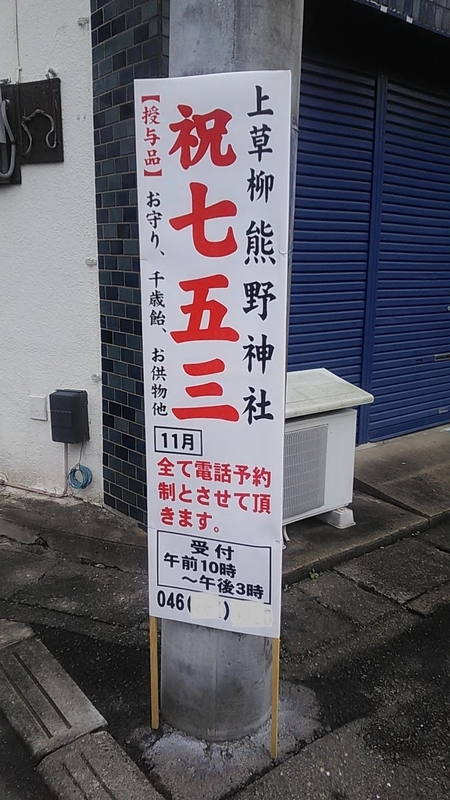 上草柳熊野神社
祝七五三
【授与品】お守り、千歳飴、お供物他
11月
全て電話予約
制とさせて頂
きます。
受付
午前10時
～午後3時
046( )